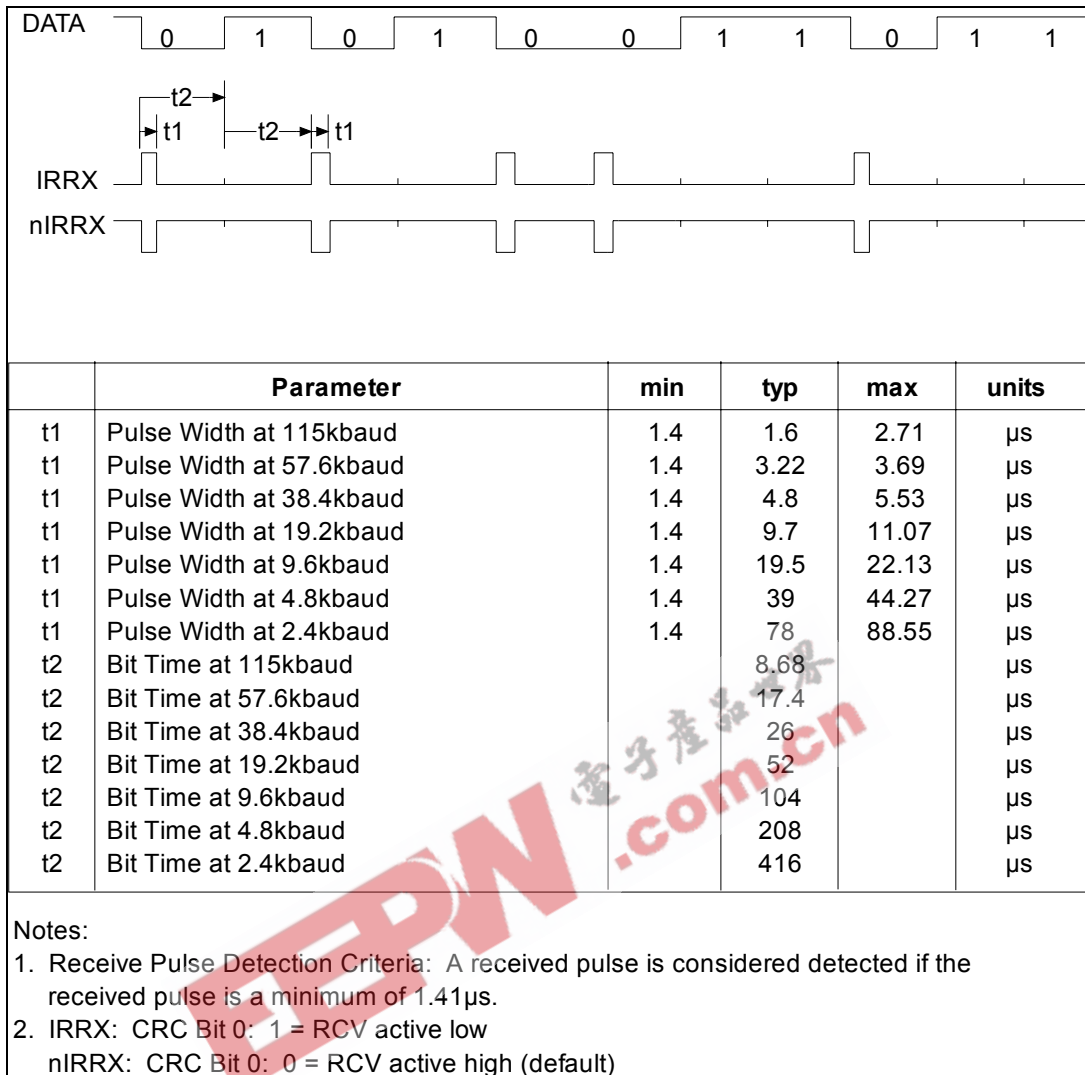 DATA 0 1 0 1 0 0 1 1 0 1 1
t2
t1 t2 t1
IRRX
nIRRX
Parameter min typ max units
t1 Pulse Width at 115kbaud 1.4 1.6 2.71 µs
t1 Pulse Width at 57.6kbaud 1.4 3.22 3.69 µs
t1 Pulse Width at 38.4kbaud 1.4 4.8 5.53 µs
t1 Pulse Width at 19.2kbaud 1.4 9.7 11.07 µs
t1 Pulse Width at 9.6kbaud 1.4 19.5 22.13 µs
t1 Pulse Width at 4.8kbaud 1.4 39 44.27 µs
t1 Pulse Width at 2.4kbaud 1.4 78 88.55 µs
t2 Bit Time at 115kbaud 8.68 µs
t2 Bit Time at 57.6kbaud 17.4 µs
t2 Bit Time at 38.4kbaud 26 µs
t2 Bit Time at 19.2kbaud 52 µs
t2 Bit Time at 9.6kbaud 104 µs
t2 Bit Time at 4.8kbaud 208 µs
t2 Bit Time at 2.4kbaud 416 µs
EEPW .com.cn
電子產品世界
Notes:
1. Receive Pulse Detection Criteria: A received pulse is considered detected if the
received pulse is a minimum of 1.41µs.
2. IRRX: CRC Bit 0: 1 = RCV active low
nIRRX: CRC Bit 0: 0 = RCV active high (default)